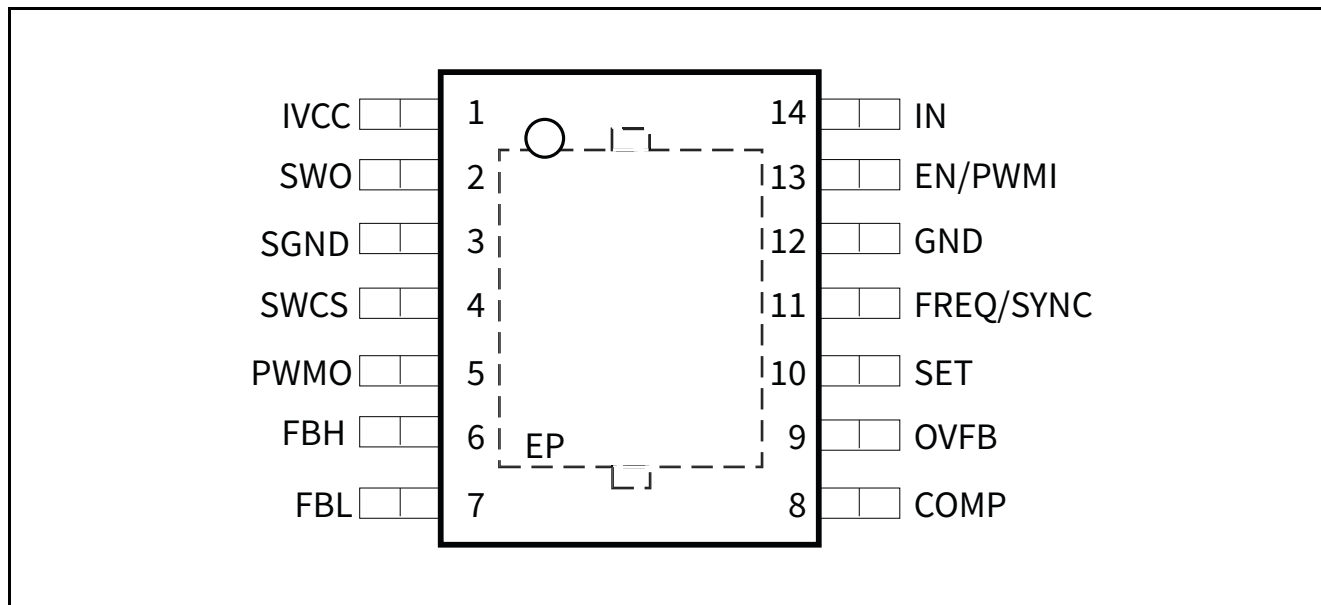 IVCC 1 14 IN
SWO 2 13 EN/PWMI
SGND 3 12 GND
SWCS 4 11 FREQ/SYNC
PWMO 5 10 SET
FBH 6 EP 9 OVFB
FBL 7 8 COMP